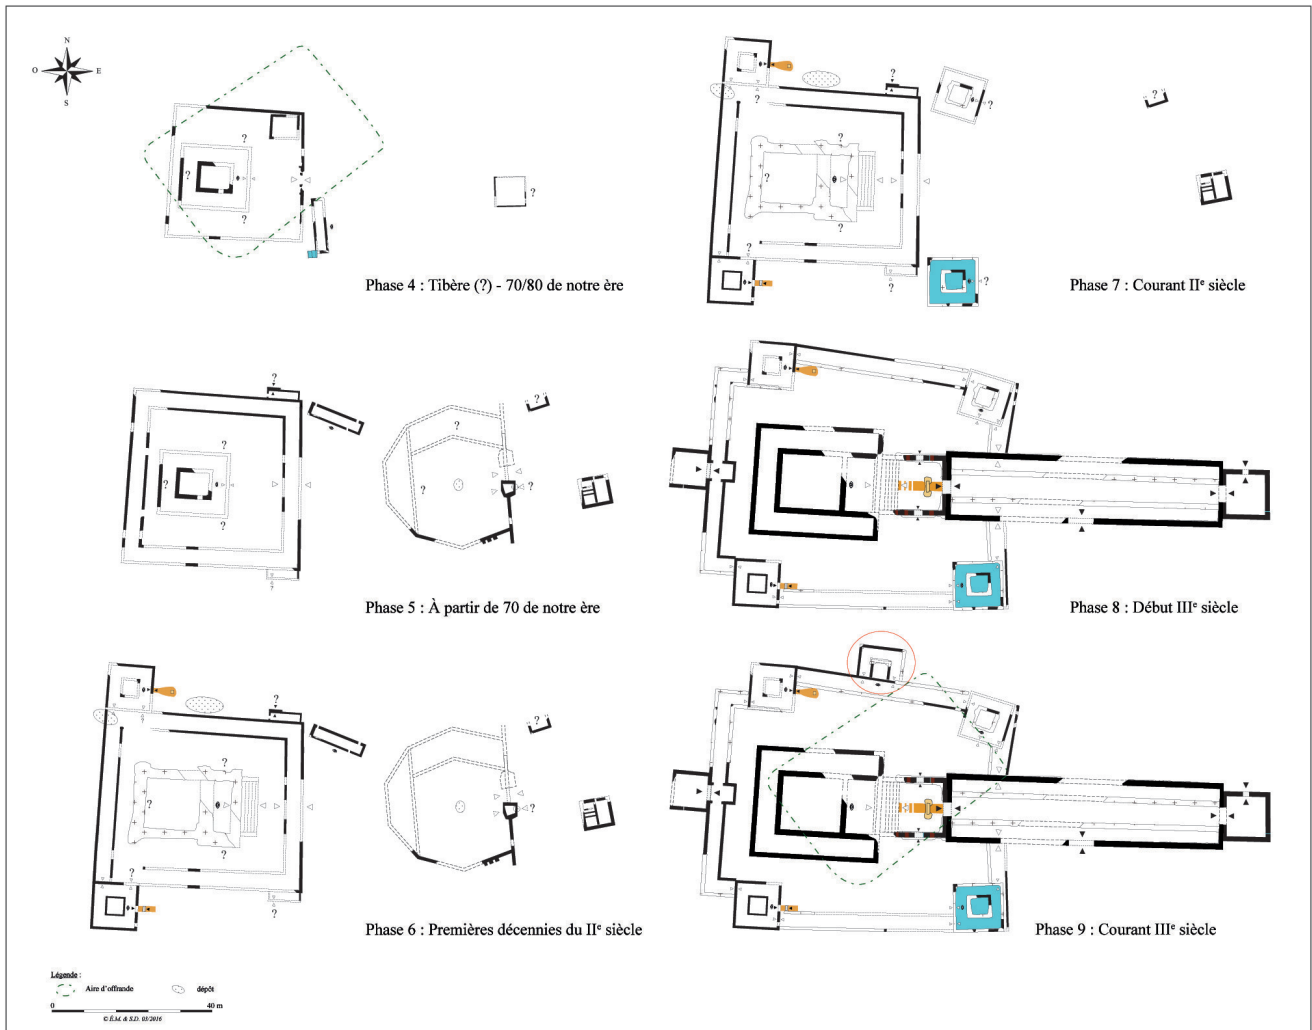 N
O
E
S
?
?
?
?
?
Phase 4 : Tibère (?) - 70/80 de notre ère
?
?
?
?
?
?
?
?
?
?
Phase 7 : Courant IIᵉ siècle
?
?
?
?
?
?
?
?
?
?
Phase 5 : À partir de 70 de notre ère
Phase 8 : Début IIIᵉ siècle
?
?
?
?
?
?
?
?
?
Phase 6 : Premières décennies du IIᵉ siècle
Phase 9 : Courant IIIᵉ siècle
Légende :
Aire d'offrande
dépôt
0
40 m
© É.M. & S.D. 03/2016